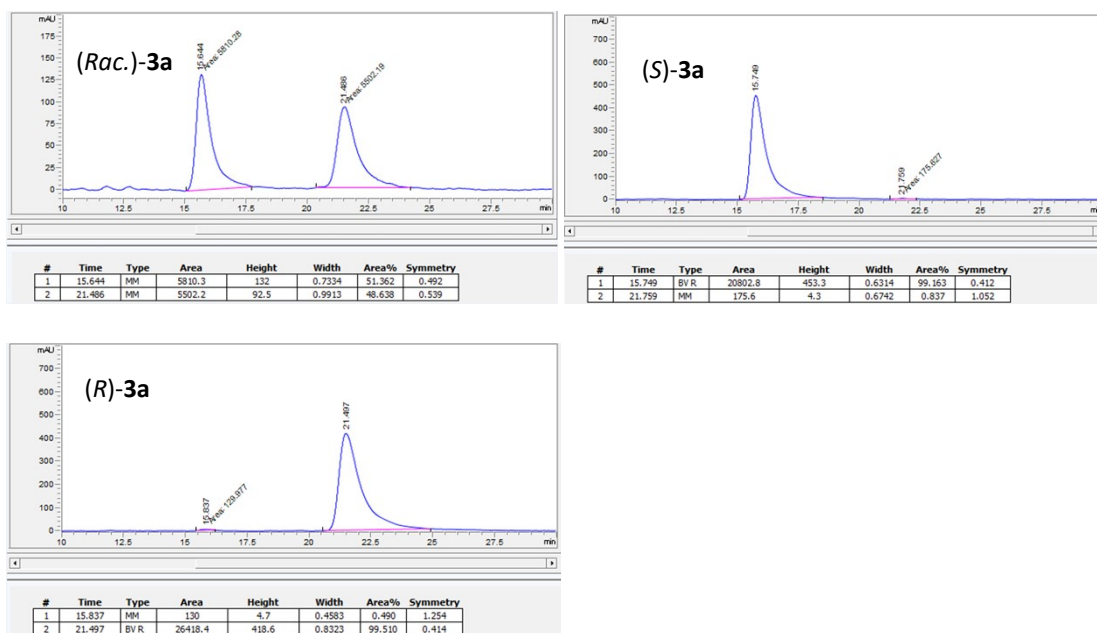 mAU
175
150
125
100
75
50
25
0
(Rac.)-3a
15.644
Area: 5810.28
21.486
Area: 5502.19
10 12.5 15 17.5 20 22.5 25 27.5 min
# Time Type Area Height Width Area% Symmetry
1 15.644 MM 5810.3 132 0.7334 51.362 0.492
2 21.486 MM 5502.2 92.5 0.9913 48.638 0.539
mAU
700
600
500
400
300
200
100
0
(S)-3a
15.749
21.759
Area: 175.627
10 12.5 15 17.5 20 22.5 25 27.5 min
# Time Type Area Height Width Area% Symmetry
1 15.749 BV R 20802.8 453.3 0.6314 99.163 0.412
2 21.759 MM 175.6 4.3 0.6742 0.837 1.052
mAU
700
600
500
400
300
200
100
0
(R)-3a
15.837
Area: 129.977
21.497
10 12.5 15 17.5 20 22.5 25 27.5 min
# Time Type Area Height Width Area% Symmetry
1 15.837 MM 130 4.7 0.4583 0.490 1.254
2 21.497 BV R 26418.4 418.6 0.8323 99.510 0.414